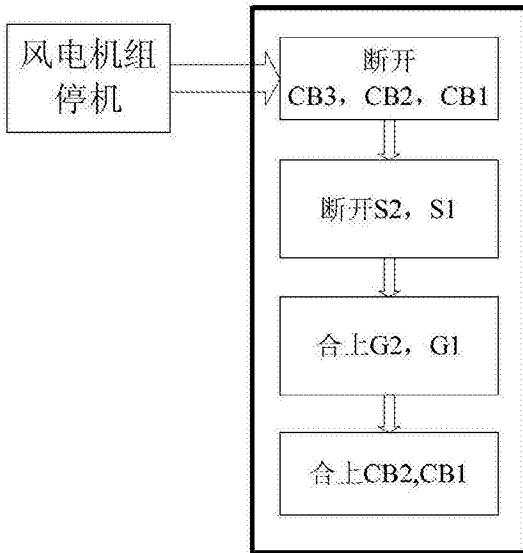 风电机组
停机
断开
CB3，CB2，CB1
断开S2，S1
合上G2，G1
合上CB2,CB1